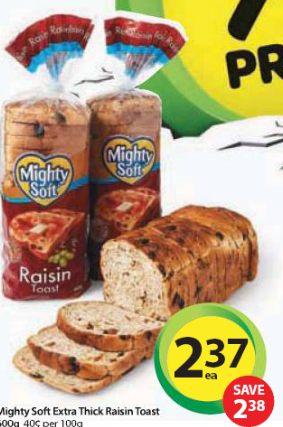 PR
Mighty
Soft
Raisin
Toast
Mighty
Soft
2 37
ea
SAVE
2 38
Mighty Soft Extra Thick Raisin Toast
600g 40¢ per 100g